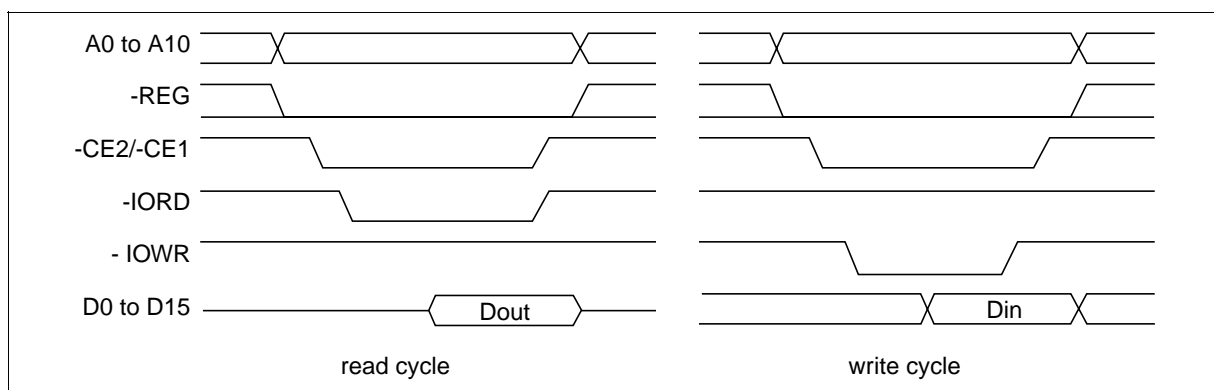 A0 to A10
-REG
-CE2/-CE1
-IORD
- IOWR
D0 to D15
Dout
Din
read cycle
write cycle